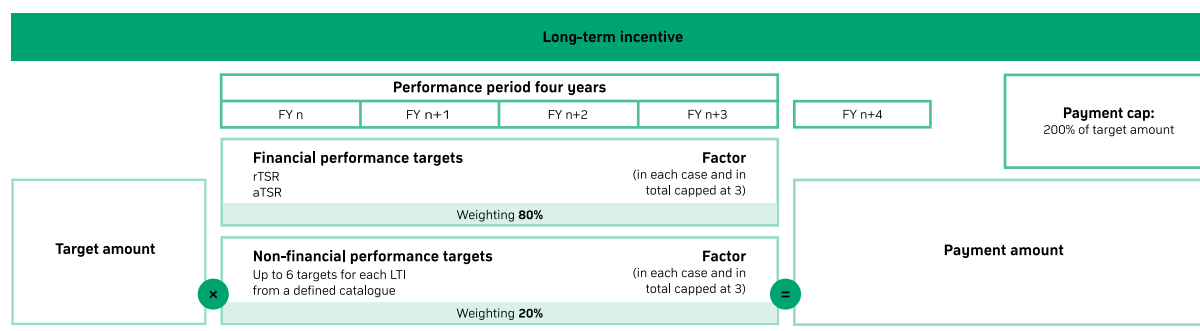 Long-term incentive
Performance period four years
FY n
FY n+1
FY n+2
FY n+3
FY n+4
Payment cap:
200% of target amount
Financial performance targets
rTSR
aTSR
Factor
(in each case and in
total capped at 3)
Weighting 80%
Target amount
×
Non-financial performance targets
Up to 6 targets for each LTI
from a defined catalogue
Factor
(in each case and in
total capped at 3)
Weighting 20%
=
Payment amount